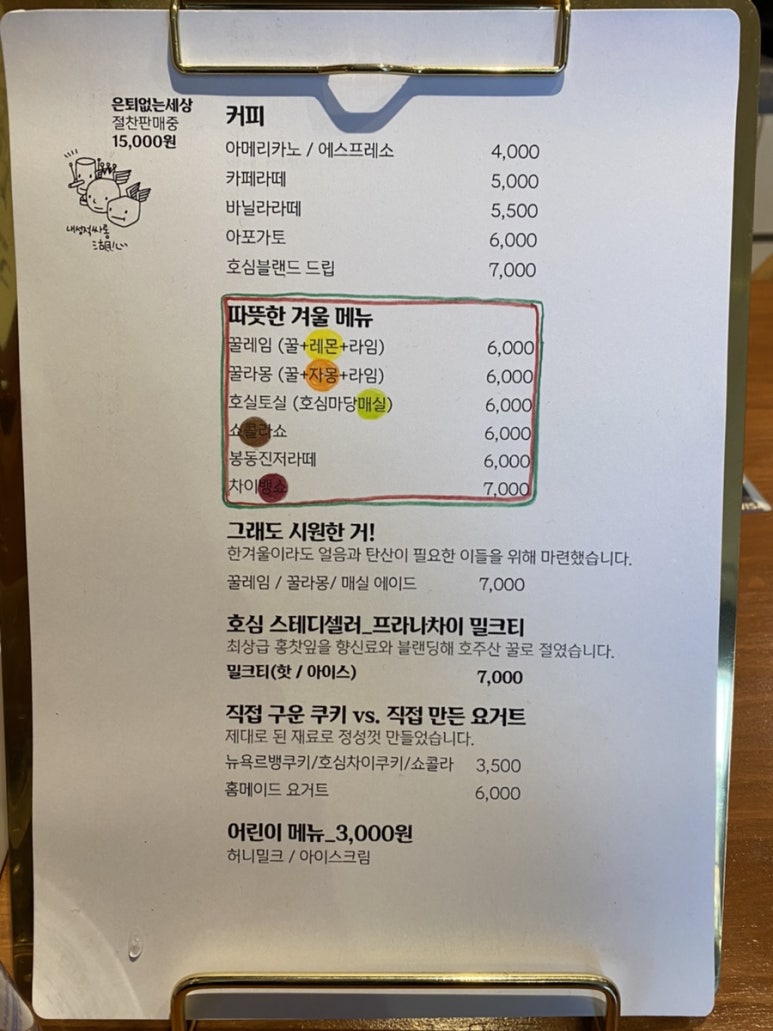 은퇴없는세상
절찬판매중
15,000원
내성적싸롱
커피
아메리카노 / 에스프레소 4,000
카페라떼 5,000
바닐라라떼 5,500
아포가토 6,000
호심블랜드 드립 7,000
따뜻한 겨울 메뉴
꿀레임 (꿀+레몬+라임) 6,000
꿀라몽 (꿀+자몽+라임) 6,000
호실토실 (호심마당매실) 6,000
쇼콜라쇼 6,000
봉동진저라떼 6,000
차이뱅쇼 7,000
그래도 시원한 거!
한겨울이라도 얼음과 탄산이 필요한 이들을 위해 마련했습니다.
꿀레임 / 꿀라몽/ 매실 에이드 7,000
호심 스테디셀러_프라나차이 밀크티
최상급 홍찻잎을 향신료와 블랜딩해 호주산 꿀로 절였습니다.
밀크티(핫 / 아이스) 7,000
직접 구운 쿠키 vs. 직접 만든 요거트
제대로 된 재료로 정성껏 만들었습니다.
뉴욕르뱅쿠키/호심차이쿠키/쇼콜라 3,500
홈메이드 요거트 6,000
어린이 메뉴_3,000원
허니밀크 / 아이스크림